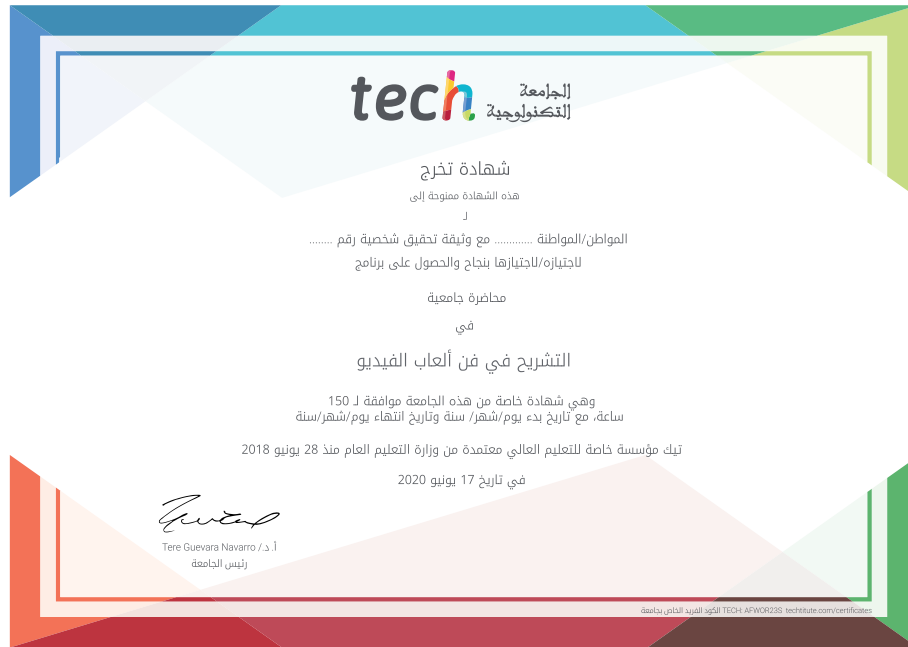 tech الجامعة
التكنولوجية
شهادة تخرج
هذه الشهادة ممنوحة إلى
لـ
المواطن/المواطنة ............. مع وثيقة تحقيق شخصية رقم ........
لاجتيازه/لاجتيازها بنجاح والحصول على برنامج
محاضرة جامعية
في
التشريح في فن ألعاب الفيديو
وهي شهادة خاصة من هذه الجامعة موافقة لـ 150
ساعة، مع تاريخ بدء يوم/شهر/ سنة وتاريخ انتهاء يوم/شهر/سنة
تيك مؤسسة خاصة للتعليم العالي معتمدة من وزارة التعليم العام منذ 28 يونيو 2018
في تاريخ 17 يونيو 2020
أ. د./ Tere Guevara Navarro
رئيس الجامعة
الكود الفريد الخاص بجامعة TECH: AFWOR23S techtitute.com/certificates